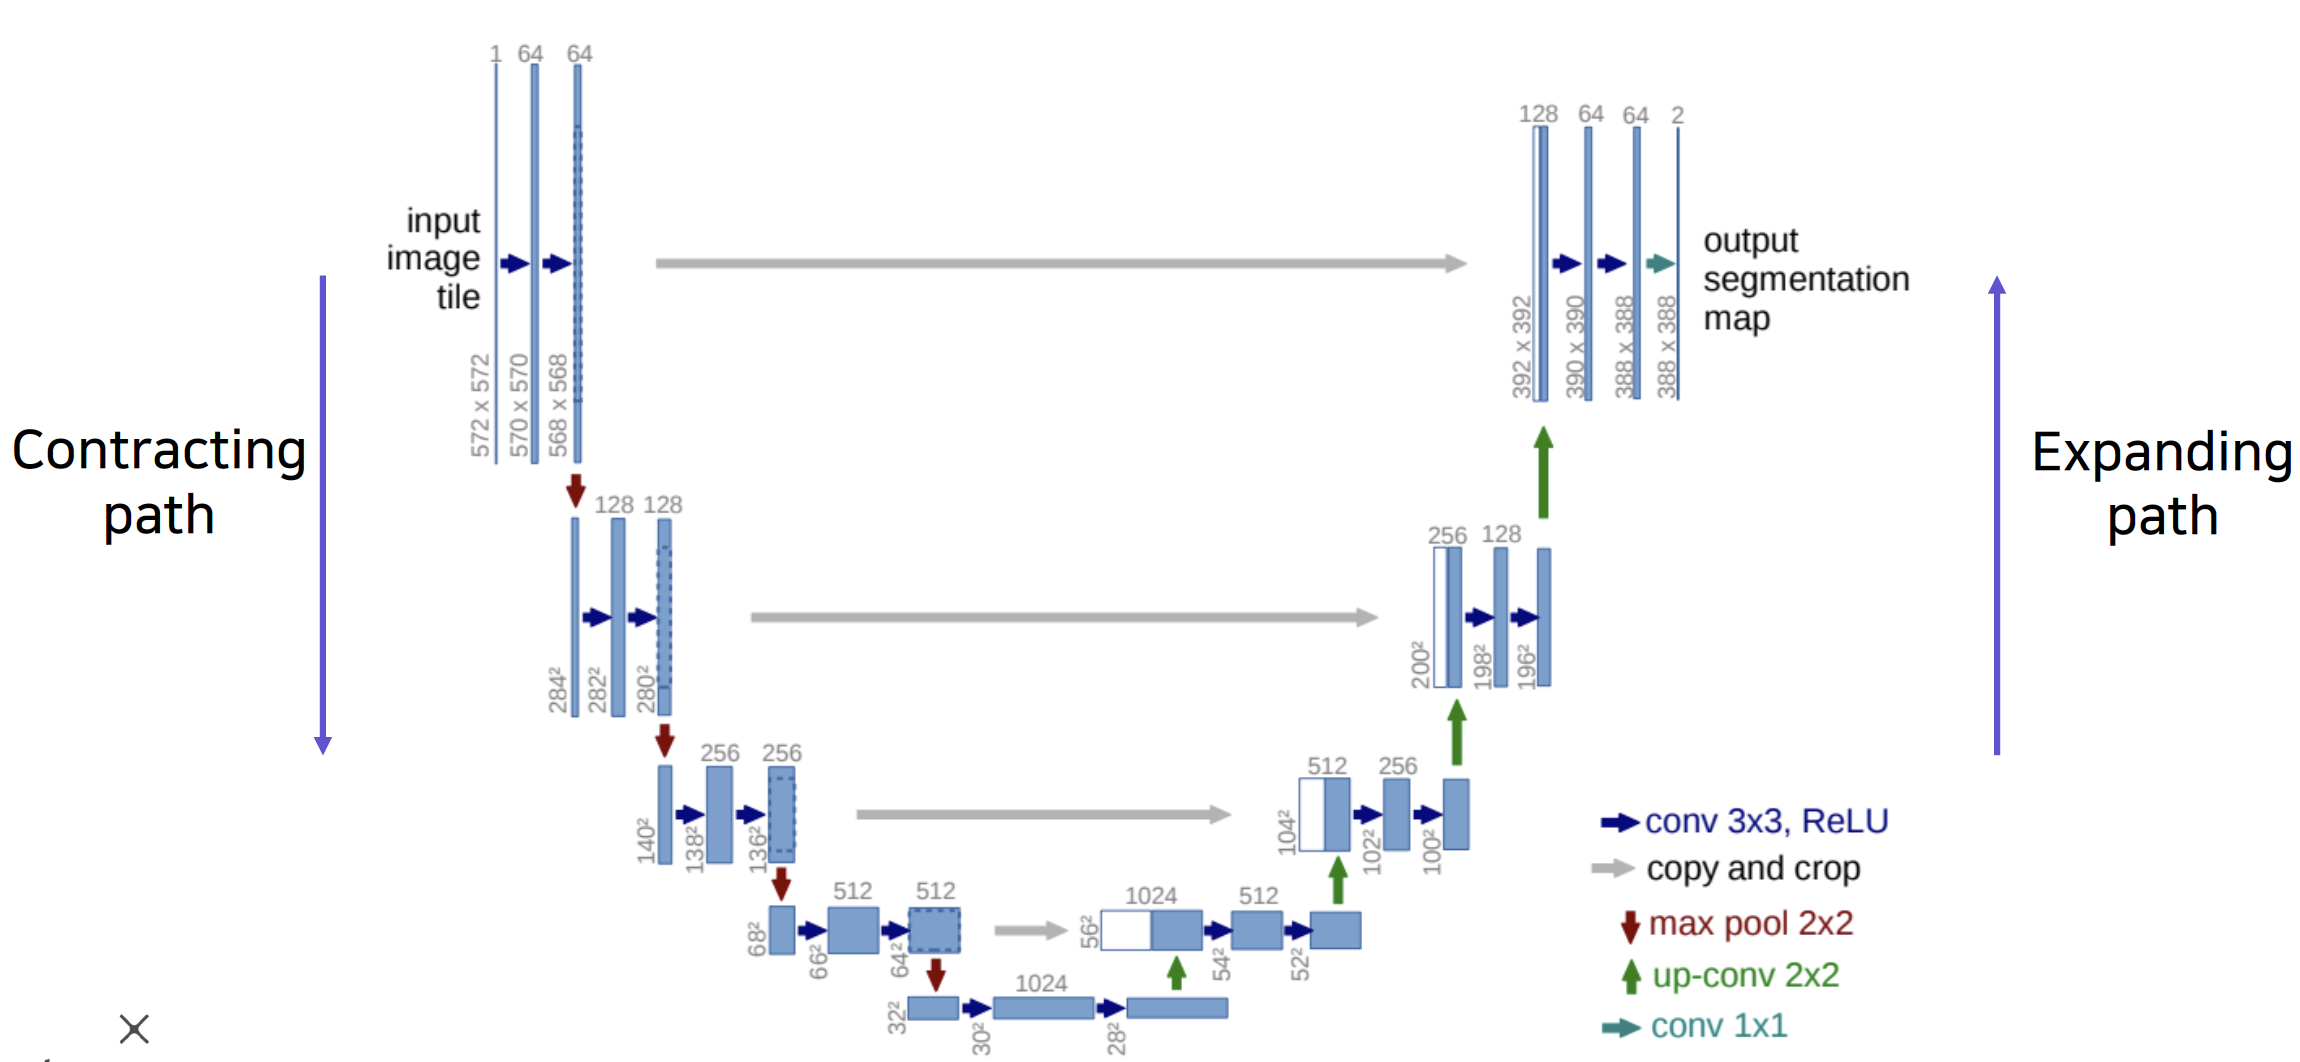 1 64 64
128 64 64 2
input
image
tile
output
segmentation
map
572 x 572
570 x 570
568 x 568
392 x 392
390 x 390
388 x 388
388 x 388
Contracting
path
Expanding
path
128 128
256 128
284²
282²
280²
200²
198²
196²
256 256
512 256
140²
138²
136²
104²
102²
100²
conv 3x3, ReLU
copy and crop
max pool 2x2
up-conv 2x2
conv 1x1
512 512
1024 512
68²
66²
64²
56²
54²
52²
1024
32²
30²
28²